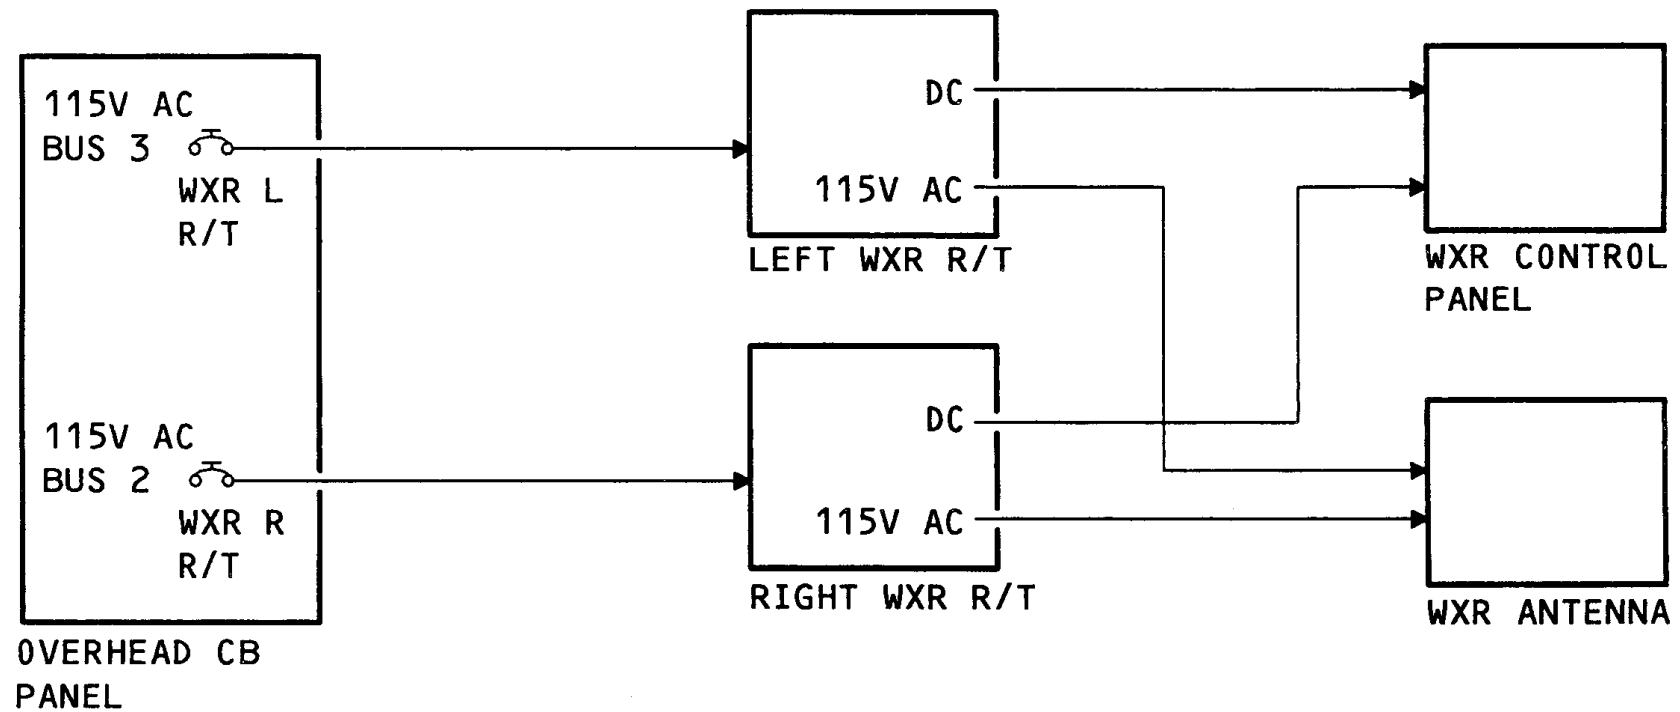 115V AC
BUS 3
WXR L
R/T
115V AC
BUS 2
WXR R
R/T
OVERHEAD CB
PANEL
DC
115V AC
LEFT WXR R/T
DC
115V AC
RIGHT WXR R/T
WXR CONTROL
PANEL
WXR ANTENNA